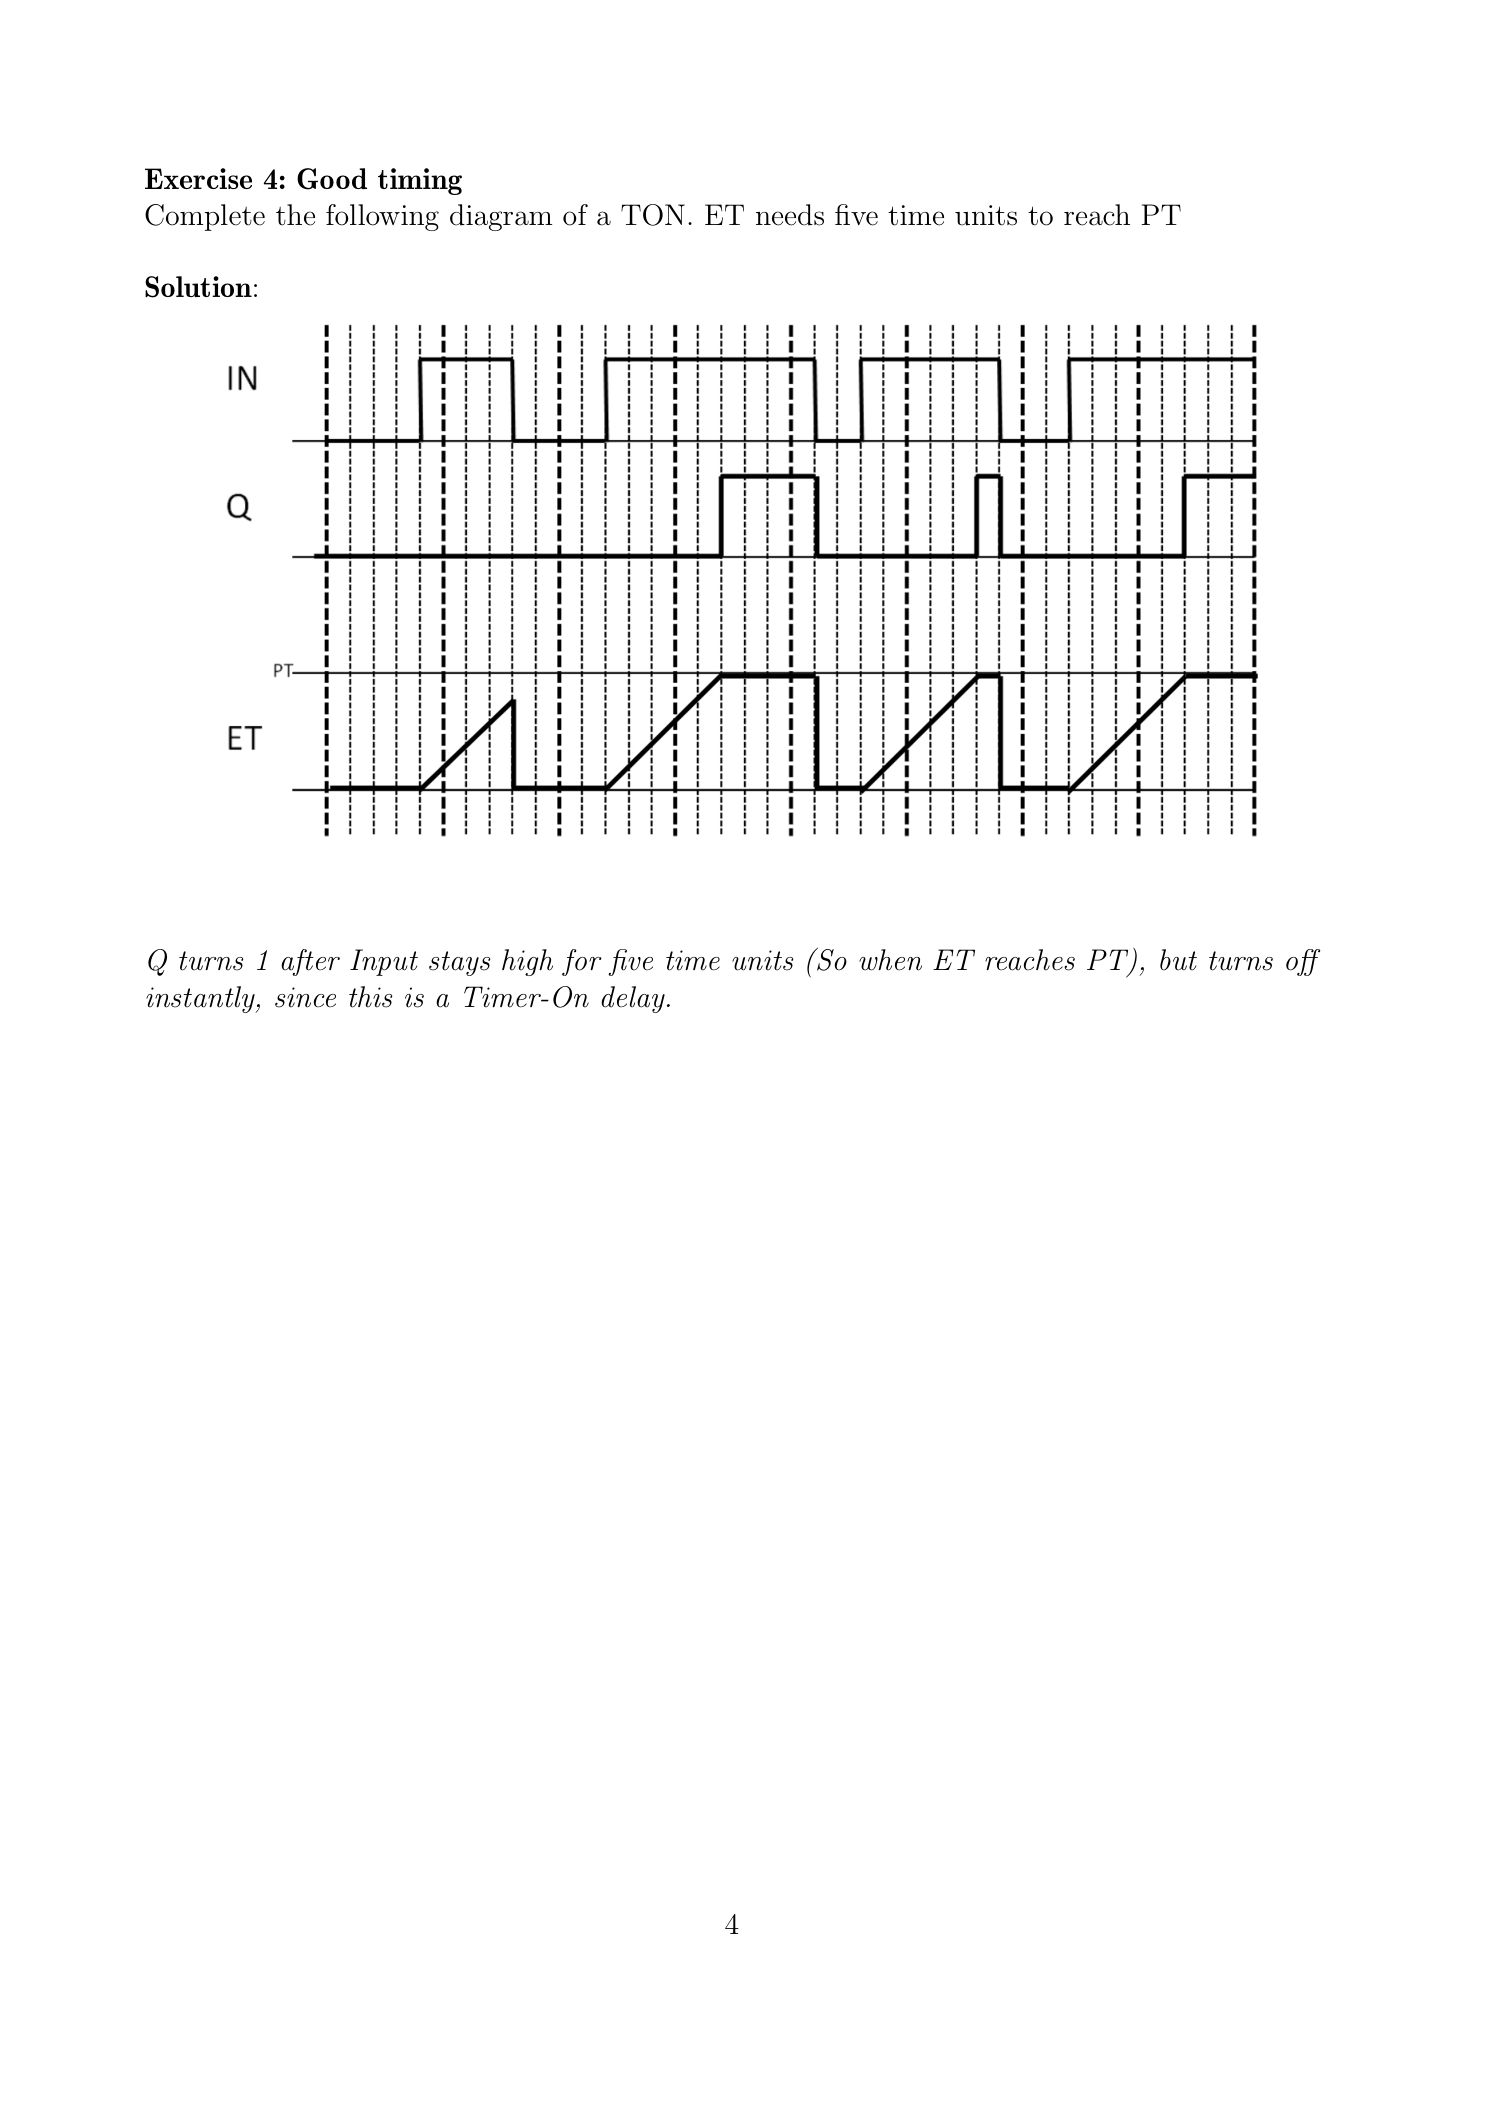 Exercise 4: Good timing
Complete the following diagram of a TON. ET needs five time units to reach PT
Solution:
IN
Q
PT
ET
Q turns 1 after Input stays high for five time units (So when ET reaches PT), but turns off
instantly, since this is a Timer-On delay.
4